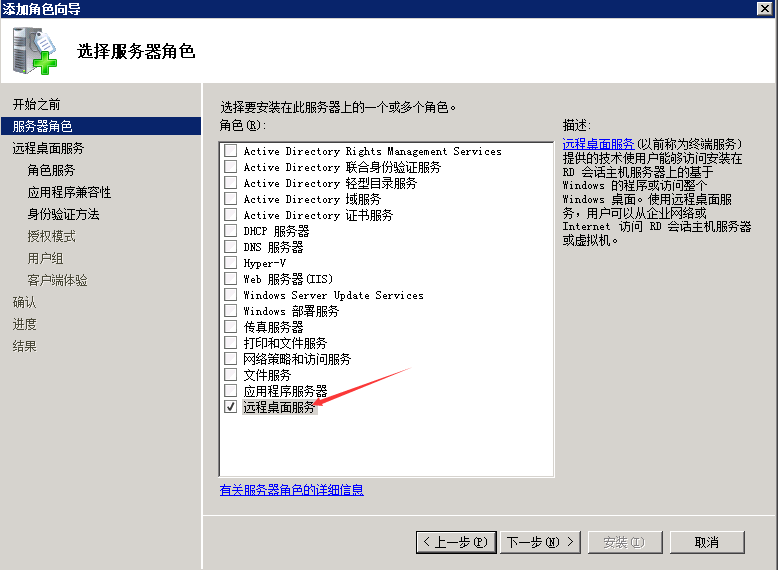 添加角色向导
选择服务器角色
开始之前
服务器角色
远程桌面服务
角色服务
应用程序兼容性
身份验证方法
授权模式
用户组
客户端体验
确认
进度
结果
选择要安装在此服务器上的一个或多个角色。
角色(R):
Active Directory Rights Management Services
Active Directory 联合身份验证服务
Active Directory 轻型目录服务
Active Directory 域服务
Active Directory 证书服务
DHCP 服务器
DNS 服务器
Hyper-V
Web 服务器(IIS)
Windows Server Update Services
Windows 部署服务
传真服务器
打印和文件服务
网络策略和访问服务
文件服务
应用程序服务器
远程桌面服务
有关服务器角色的详细信息
描述:
远程桌面服务(以前称为终端服务)
提供的技术使用户能够访问安装在
RD 会话主机服务器上的基于
Windows 的程序或访问整个
Windows 桌面。使用远程桌面服
务，用户可以从企业网络或
Internet 访问 RD 会话主机服务器
或虚拟机。
< 上一步(P)
下一步(N) >
安装(I)
取消